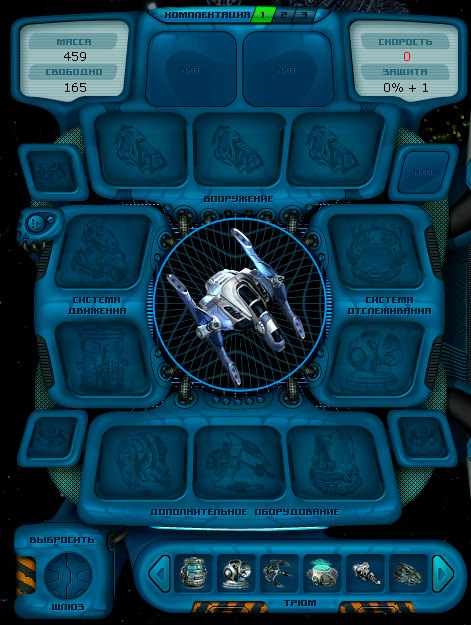 КОМПЛЕКТАЦИЯ 1 2 3
МАССА
459
СВОБОДНО
165
N/A
N/A
СКОРОСТЬ
0
ЗАЩИТА
0% + 1
N/A
ВООРУЖЕНИЕ
СИСТЕМА
ДВИЖЕНИЯ
СИСТЕМА
ОТСЛЕЖИВАНИЯ
ДОПОЛНИТЕЛЬНОЕ ОБОРУДОВАНИЕ
ВЫБРОСИТЬ
ШЛЮЗ
ТРЮМ